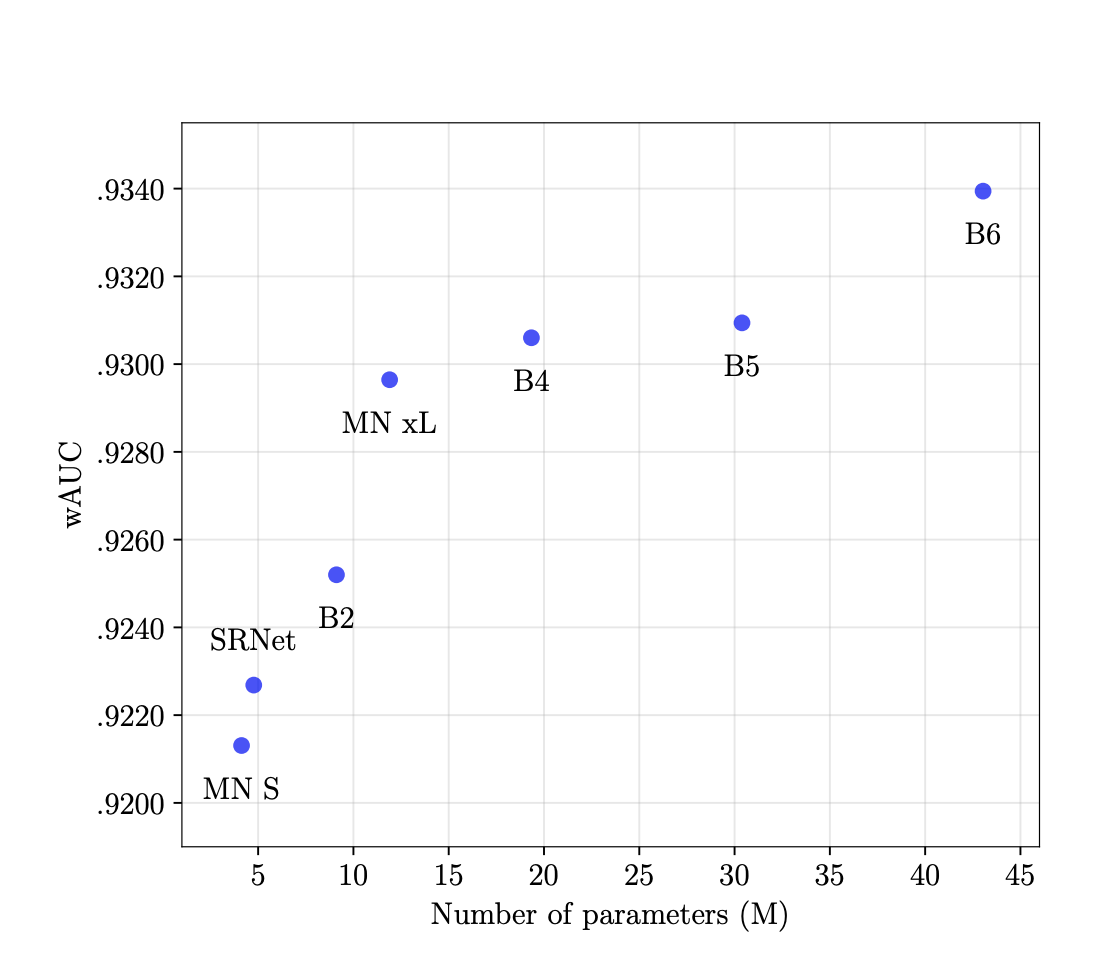 .9340
B6
.9320
B5
B4
.9300
MN xL
.9280
wAUC
.9260
B2
.9240
SRNet
.9220
MN S
.9200
5 10 15 20 25 30 35 40 45
Number of parameters (M)